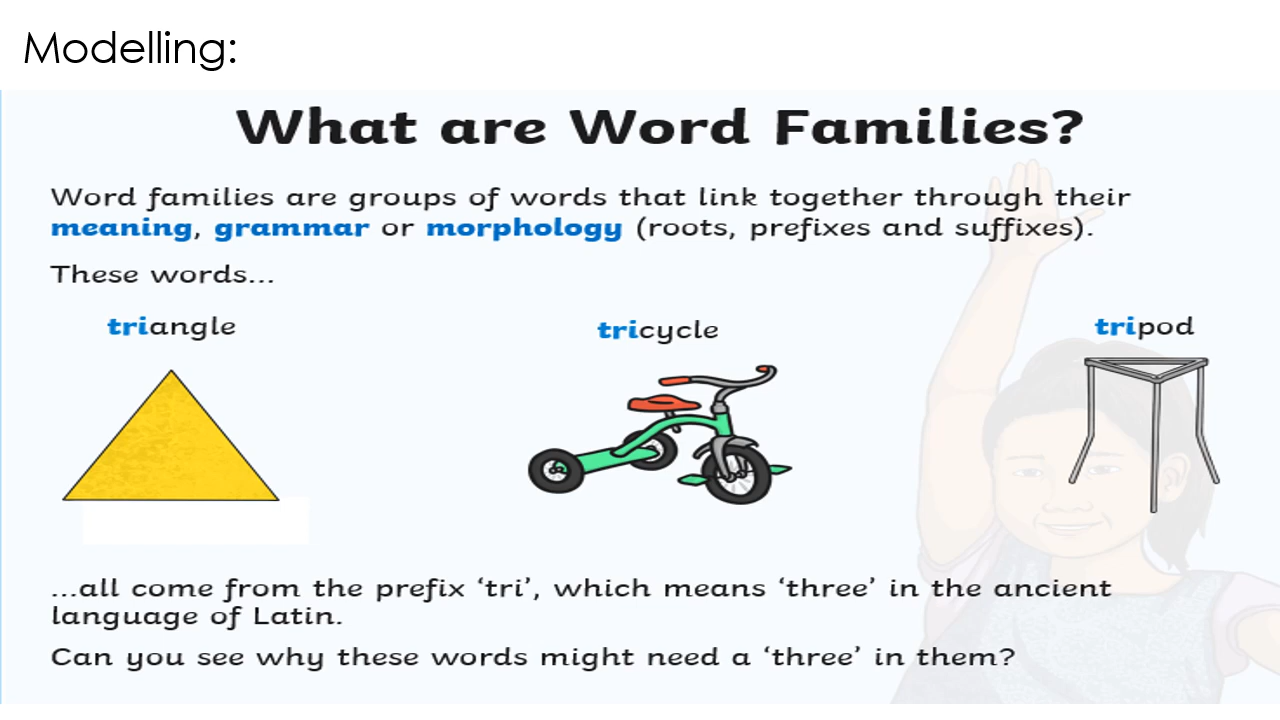 Modelling:
What are Word Families?
Word families are groups of words that link together through their
meaning, grammar or morphology (roots, prefixes and suffixes).
These words...
triangle
tricycle
tripod
...all come from the prefix ‘tri’, which means ‘three’ in the ancient
language of Latin.
Can you see why these words might need a ‘three’ in them?